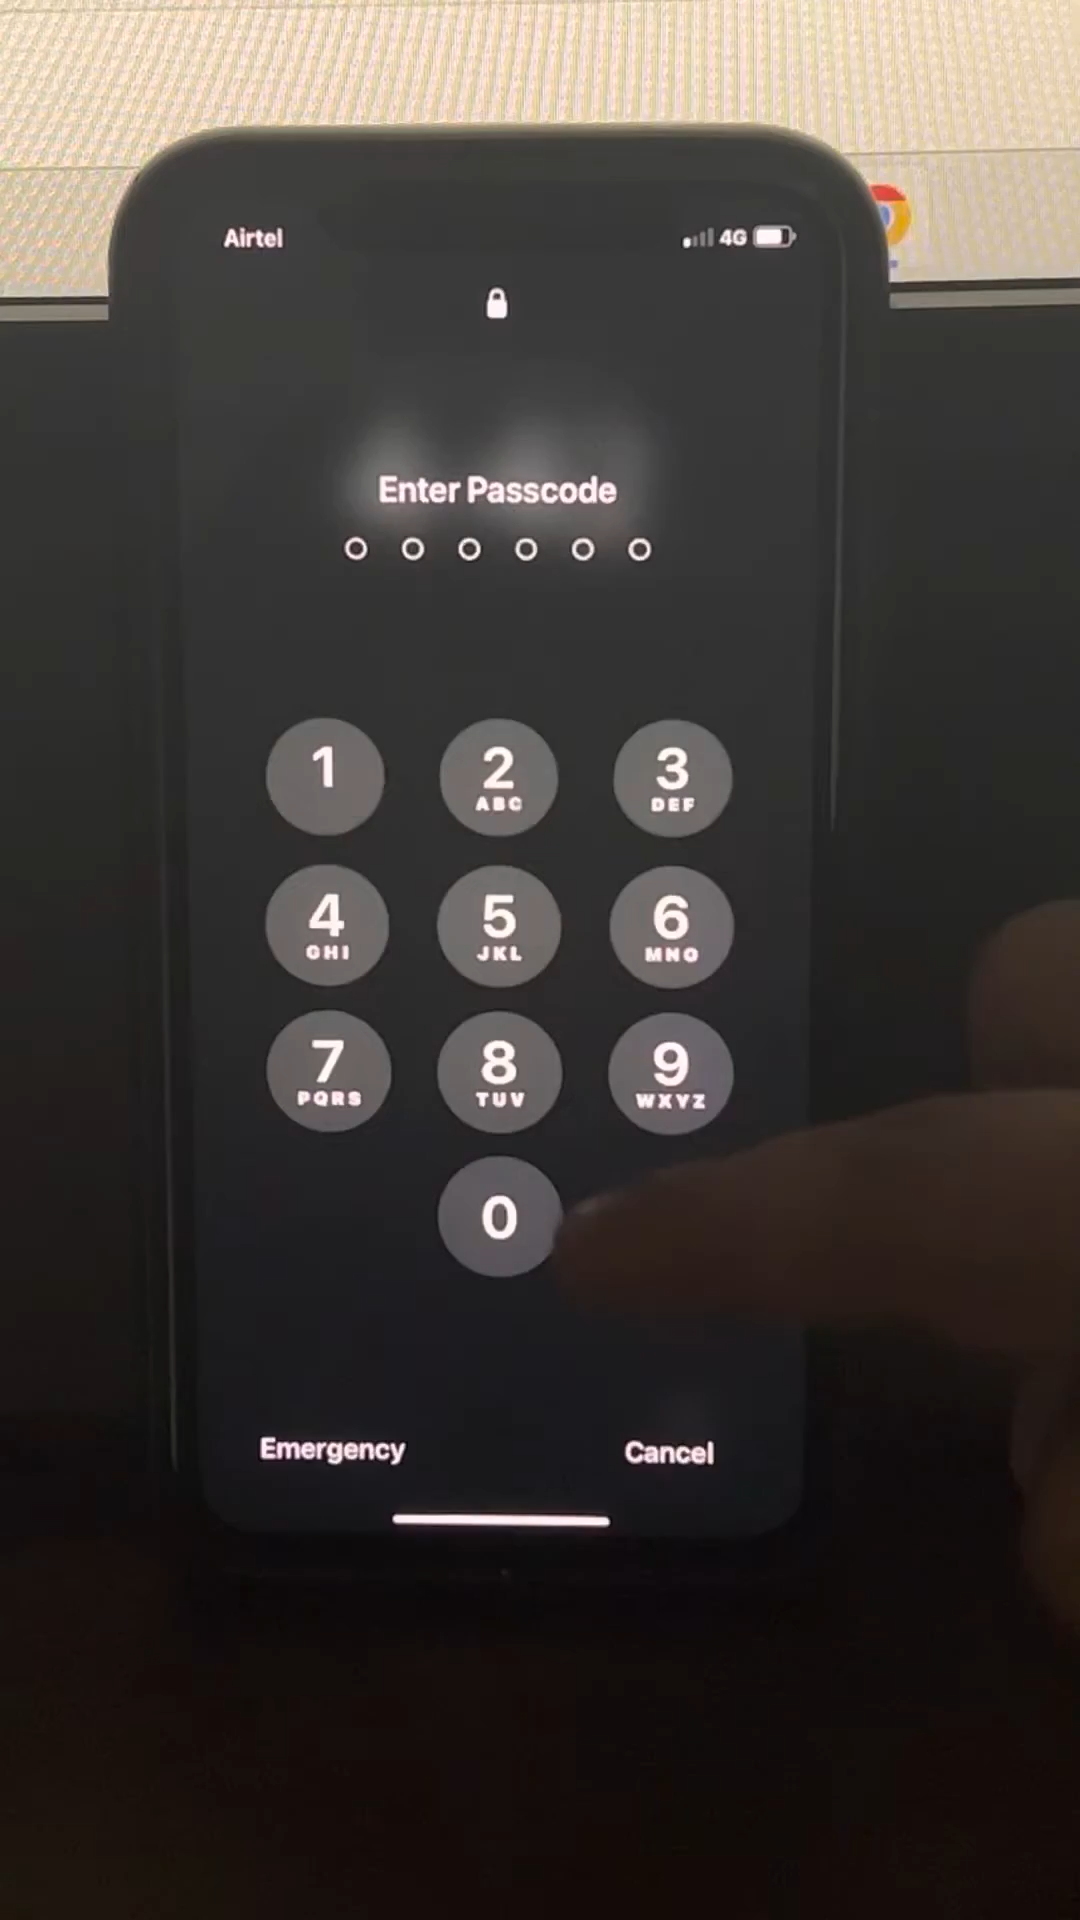 Airtel 4G
Enter Passcode
1 2 3
ABC DEF
4 5 6
GHI JKL MNO
7 8 9
PQRS TUV WXYZ
0
Emergency Cancel